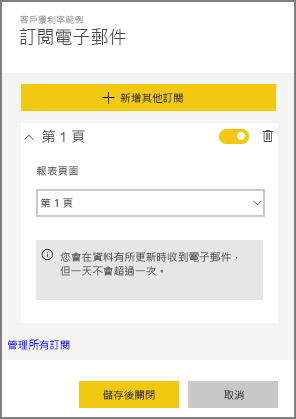 客戶獲利率範例
訂閱電子郵件
新增其他訂閱
第 1 頁
報表頁面
第 1 頁
您會在資料有所更新時收到電子郵件，
但一天不會超過一次。
管理所有訂閱
儲存後關閉
取消